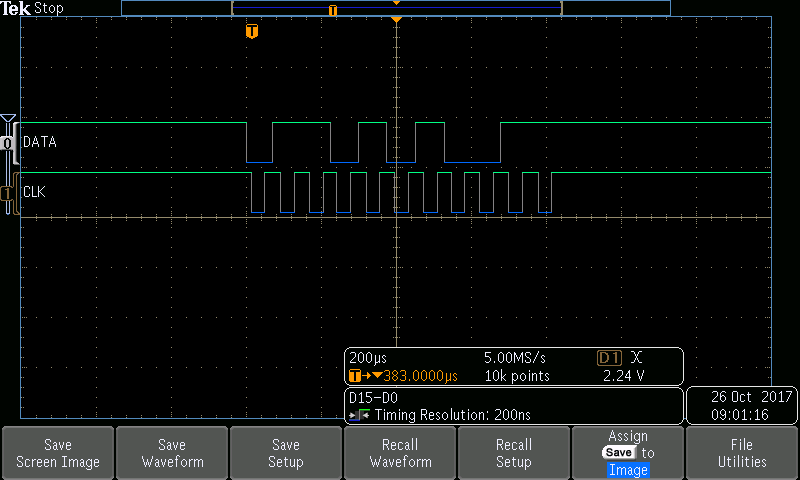 Tek Stop
T
T
0 DATA
1 CLK
200µs 5.00MS/s D1
T→▼383.0000µs 10k points 2.24 V
D15-D0
Timing Resolution: 200ns
26 Oct 2017
09:01:16
Save
Screen Image
Save
Waveform
Save
Setup
Recall
Waveform
Recall
Setup
Assign
Save to
Image
File
Utilities